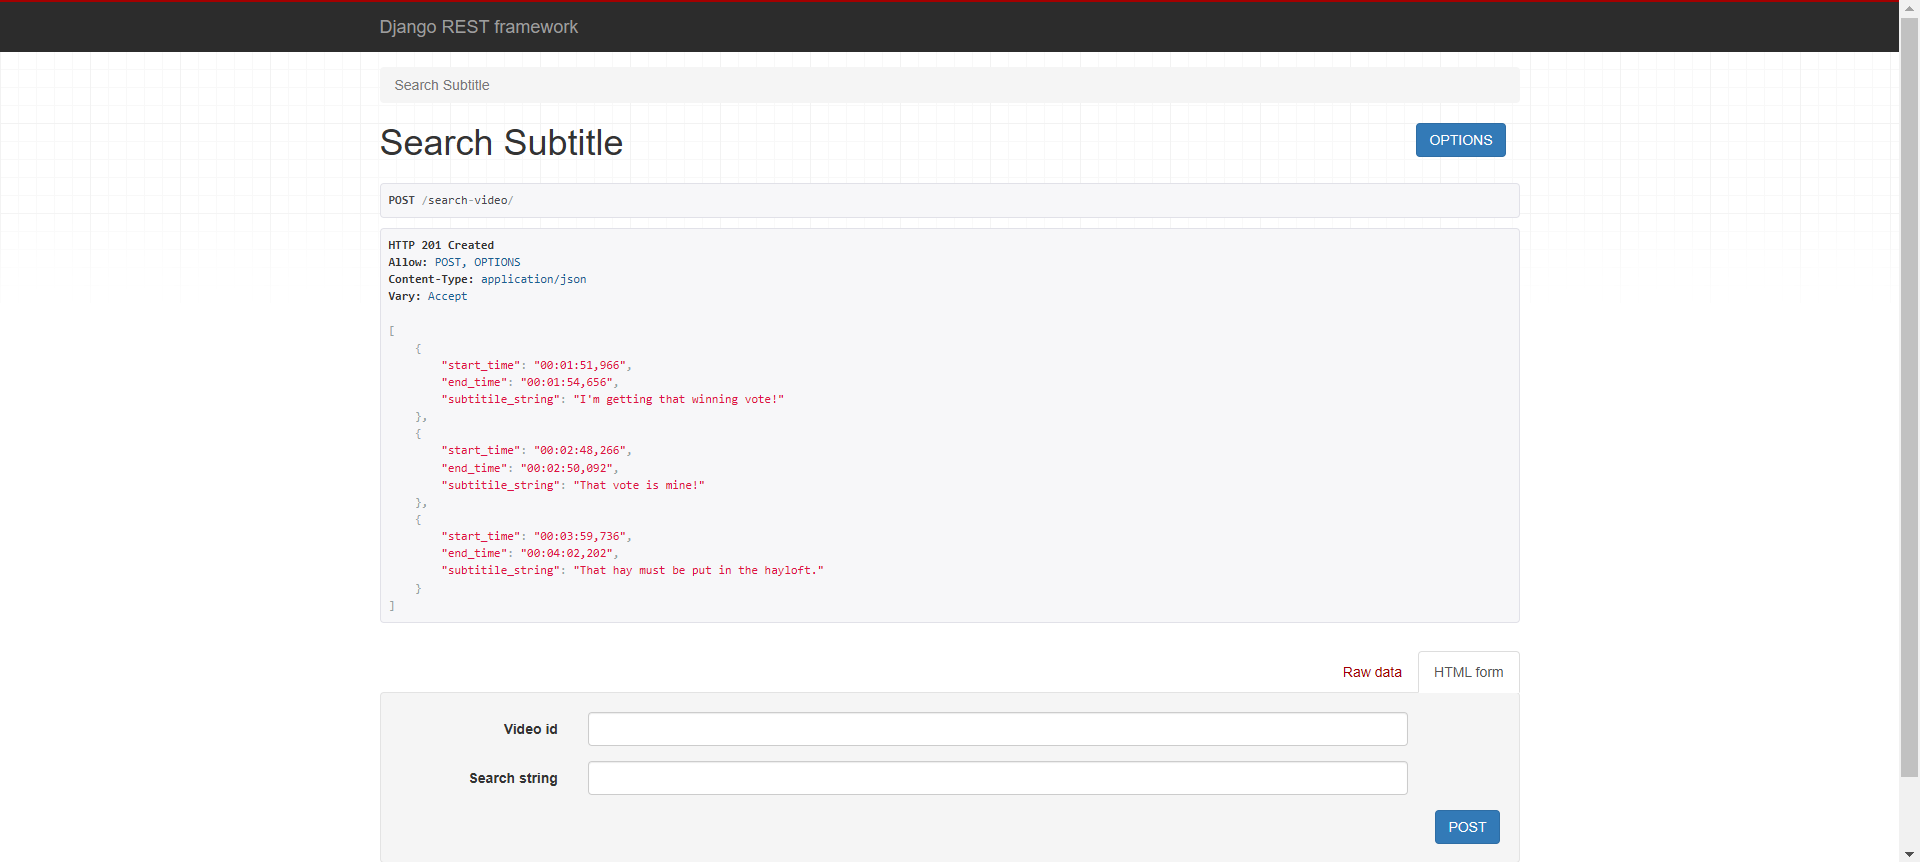 Django REST framework
Search Subtitle
Search Subtitle
OPTIONS
POST /search-video/
HTTP 201 Created
Allow: POST, OPTIONS
Content-Type: application/json
Vary: Accept
[
    {
        "start_time": "00:01:51,966",
        "end_time": "00:01:54,656",
        "subtitile_string": "I'm getting that winning vote!"
    },
    {
        "start_time": "00:02:48,266",
        "end_time": "00:02:50,092",
        "subtitile_string": "That vote is mine!"
    },
    {
        "start_time": "00:03:59,736",
        "end_time": "00:04:02,202",
        "subtitile_string": "That hay must be put in the hayloft."
    }
]
Raw data
HTML form
Video id
Search string
POST